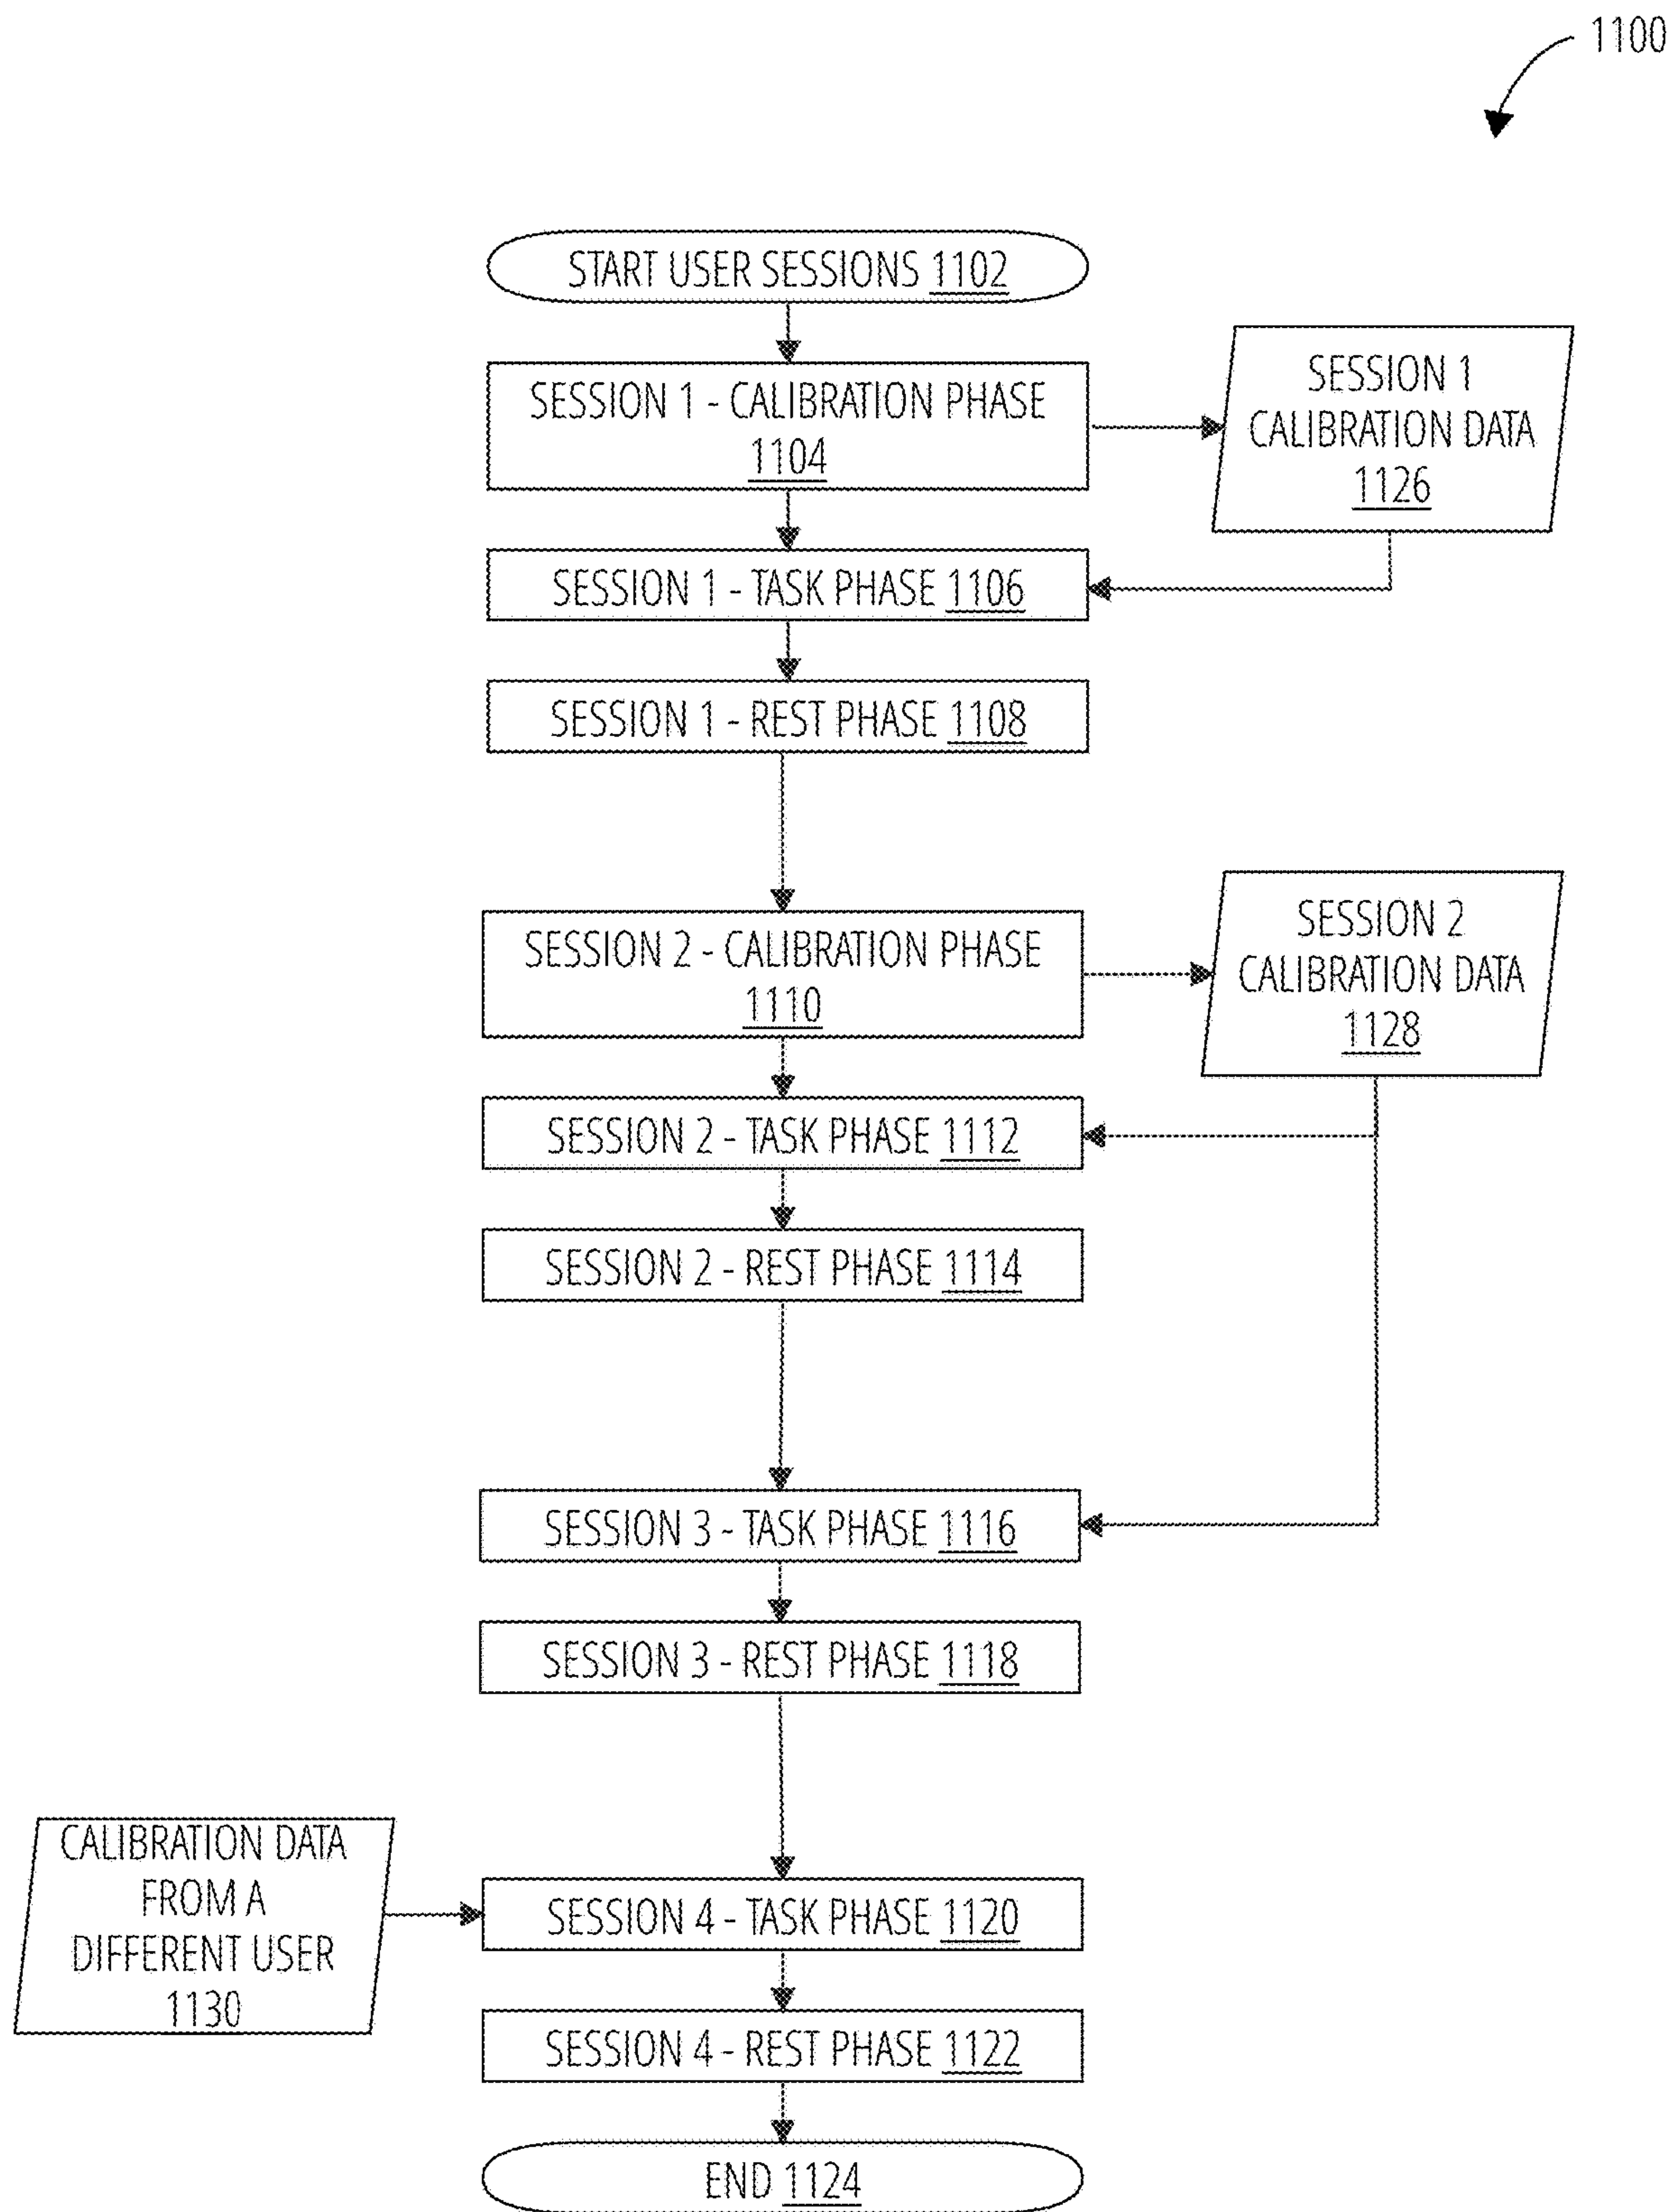 1100
START USER SESSIONS 1102
SESSION 1 - CALIBRATION PHASE
1104
SESSION 1
CALIBRATION DATA
1126
SESSION 1 - TASK PHASE 1106
SESSION 1 - REST PHASE 1108
SESSION 2 - CALIBRATION PHASE
1110
SESSION 2
CALIBRATION DATA
1128
SESSION 2 - TASK PHASE 1112
SESSION 2 - REST PHASE 1114
SESSION 3 - TASK PHASE 1116
SESSION 3 - REST PHASE 1118
CALIBRATION DATA
FROM A
DIFFERENT USER
1130
SESSION 4 - TASK PHASE 1120
SESSION 4 - REST PHASE 1122
END 1124